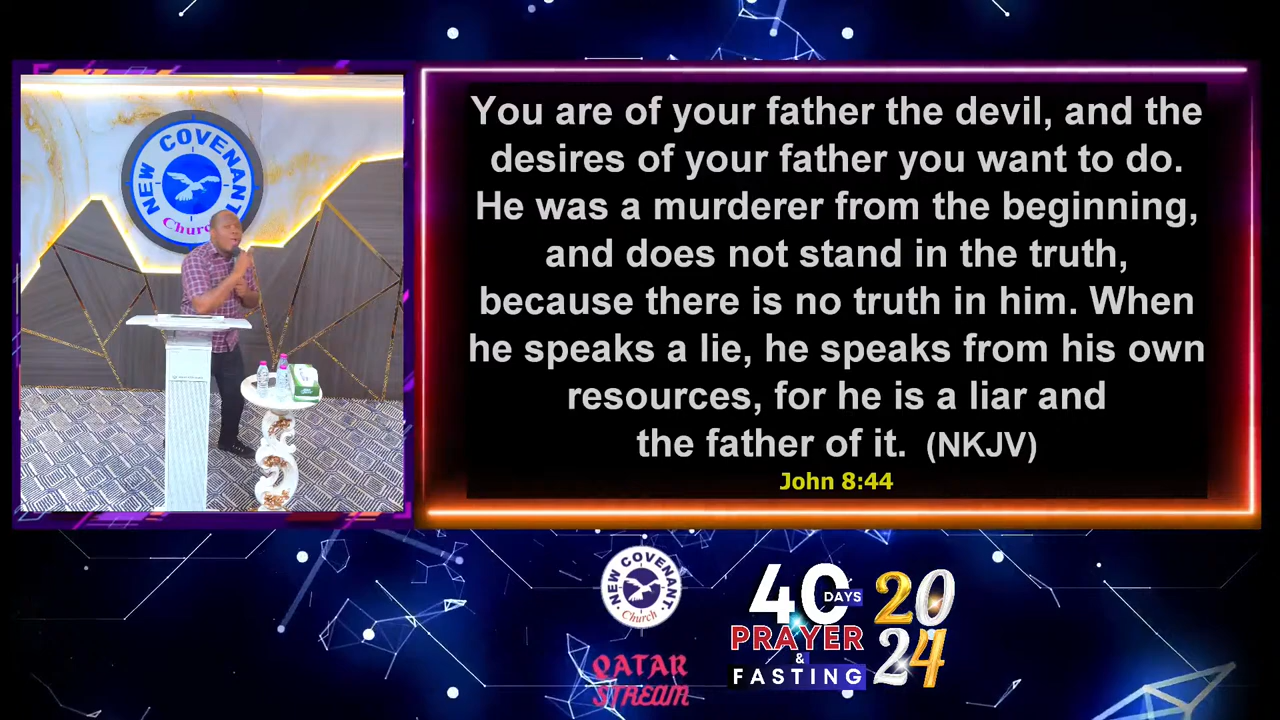 NEW COVENANT
Church
You are of your father the devil, and the
desires of your father you want to do.
He was a murderer from the beginning,
and does not stand in the truth,
because there is no truth in him. When
he speaks a lie, he speaks from his own
resources, for he is a liar and
the father of it. (NKJV)
John 8:44
NEW COVENANT
Church
QATAR
STREAM
40
DAYS
PRAYER
&
FASTING
20
24